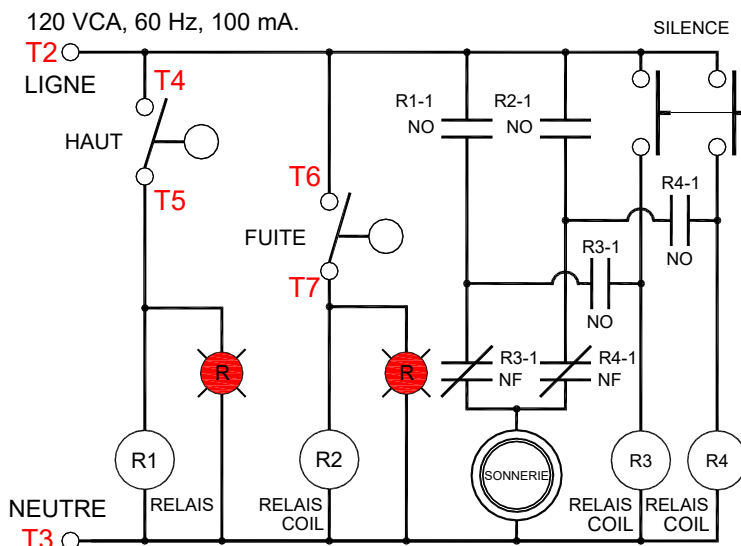 120 VCA, 60 Hz, 100 mA.
SILENCE
T2
LIGNE
T4
HAUT
T5
R1-1
NO
R2-1
NO
T6
FUITE
T7
R4-1
NO
R3-1
NO
R
R
R3-1
NF
R4-1
NF
R1
RELAIS
R2
RELAIS
COIL
SONNERIE
R3
RELAIS
COIL
R4
RELAIS
COIL
NEUTRE
T3